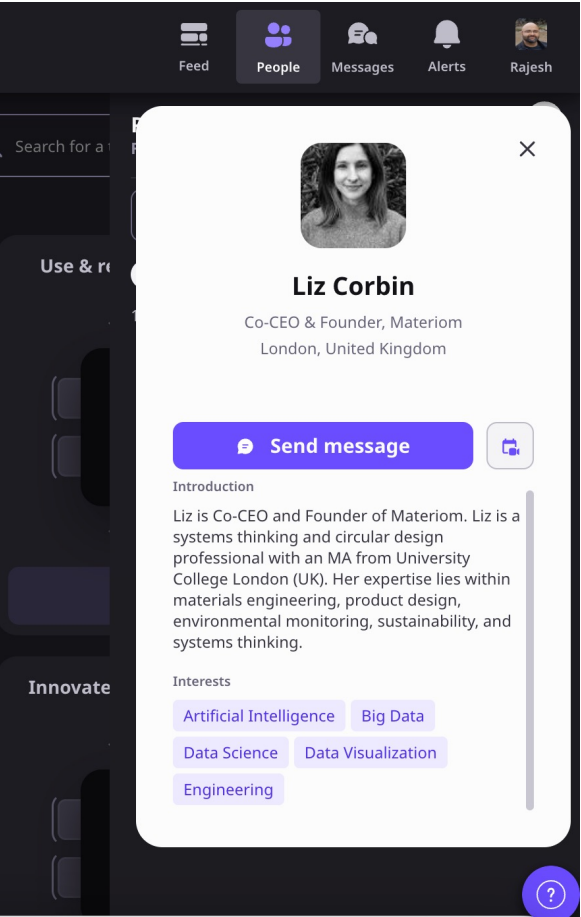 Feed
People
Messages
Alerts
Rajesh
Search for a
Use & re
Innovate
Liz Corbin
Co-CEO & Founder, Materiom
London, United Kingdom
Send message
Introduction
Liz is Co-CEO and Founder of Materiom. Liz is a
systems thinking and circular design
professional with an MA from University
College London (UK). Her expertise lies within
materials engineering, product design,
environmental monitoring, sustainability, and
systems thinking.
Interests
Artificial Intelligence
Big Data
Data Science
Data Visualization
Engineering
?